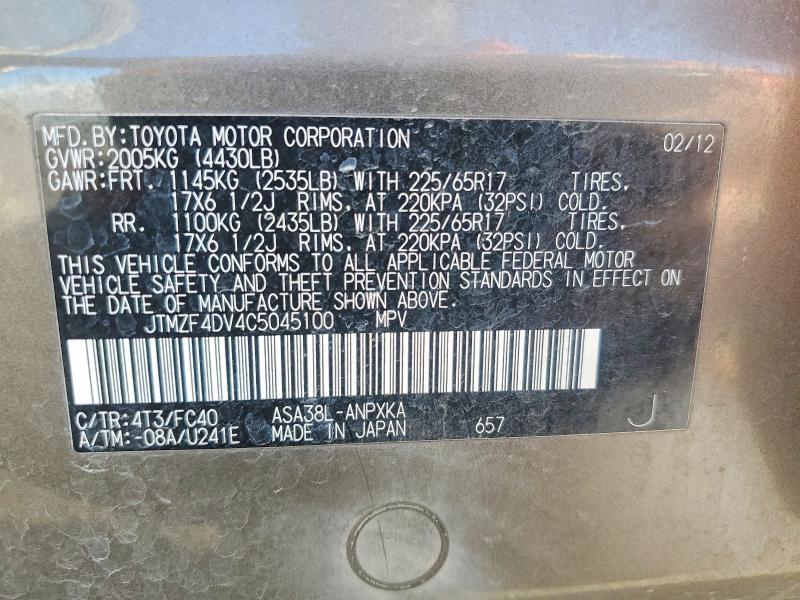 MFD.BY:TOYOTA MOTOR CORPORATION 02/12
GVWR:2005KG (4430LB)
GAWR:FRT. 1145KG (2535LB) WITH 225/65R17 TIRES.
17X6 1/2J RIMS. AT 220KPA (32PSI) COLD.
RR. 1100KG (2435LB) WITH 225/65R17 TIRES.
17X6 1/2J RIMS. AT 220KPA (32PSI) COLD.
THIS VEHICLE CONFORMS TO ALL APPLICABLE FEDERAL MOTOR
VEHICLE SAFETY AND THEFT PREVENTION STANDARDS IN EFFECT ON
THE DATE OF MANUFACTURE SHOWN ABOVE.
JTMZF4DV4C5045100 MPV
C/TR:4T3/FC40 ASA38L-ANPXKA
A/TM:-08A/U241E MADE IN JAPAN 657 J